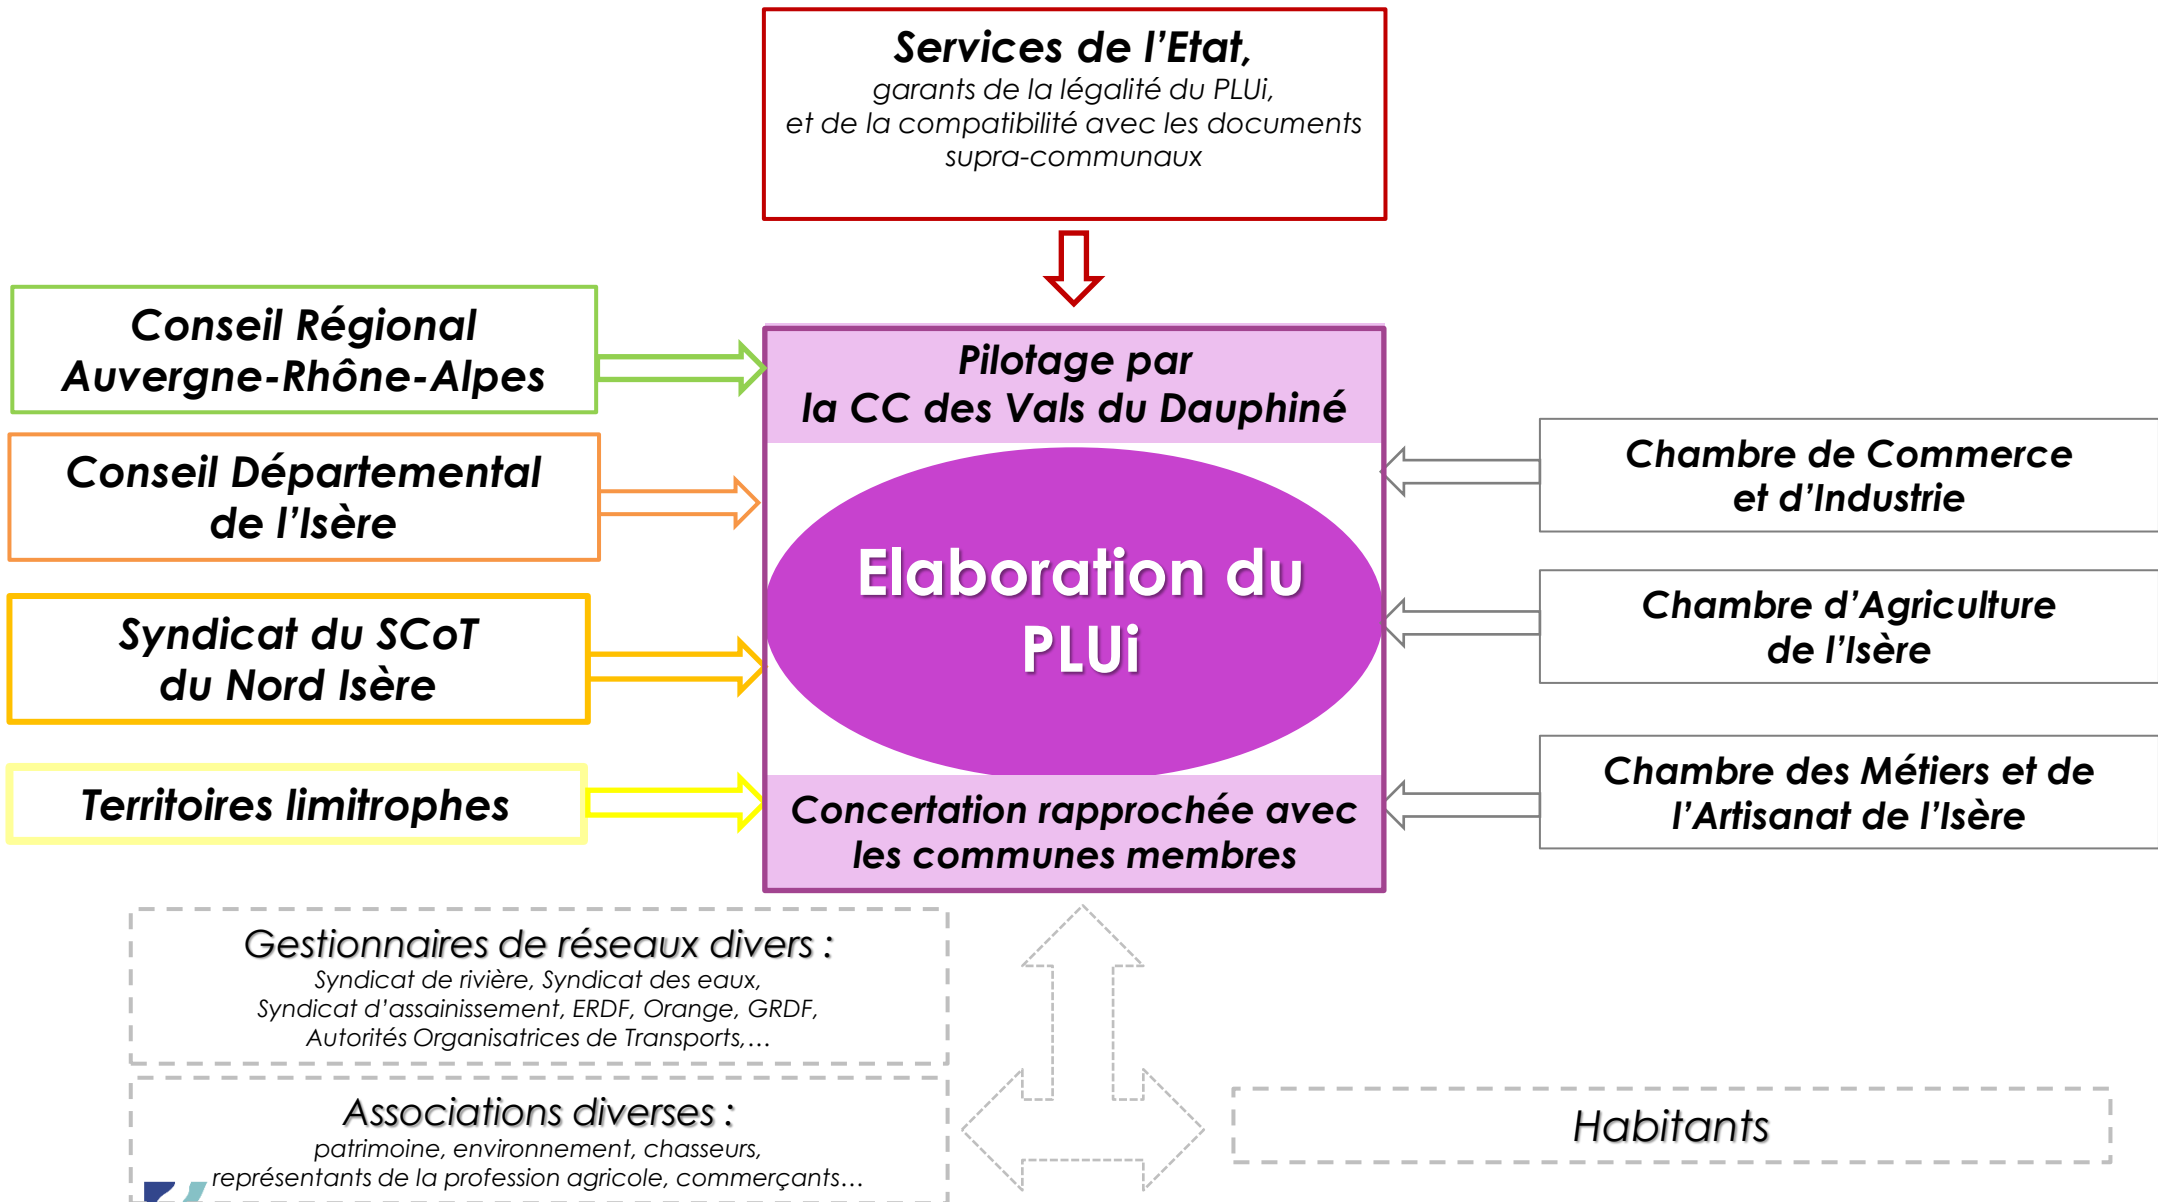 Services de l'Etat,
garants de la légalité du PLUi,
et de la compatibilité avec les documents
supra-communaux
Conseil Régional
Auvergne-Rhône-Alpes
Conseil Départemental
de l'Isère
Syndicat du SCoT
du Nord Isère
Territoires limitrophes
Pilotage par
la CC des Vals du Dauphiné
Elaboration du
PLUi
Concertation rapprochée avec
les communes membres
Chambre de Commerce
et d'Industrie
Chambre d'Agriculture
de l'Isère
Chambre des Métiers et de
l'Artisanat de l'Isère
Gestionnaires de réseaux divers :
Syndicat de rivière, Syndicat des eaux,
Syndicat d'assainissement, ERDF, Orange, GRDF,
Autorités Organisatrices de Transports,…
Associations diverses :
patrimoine, environnement, chasseurs,
représentants de la profession agricole, commerçants…
Habitants